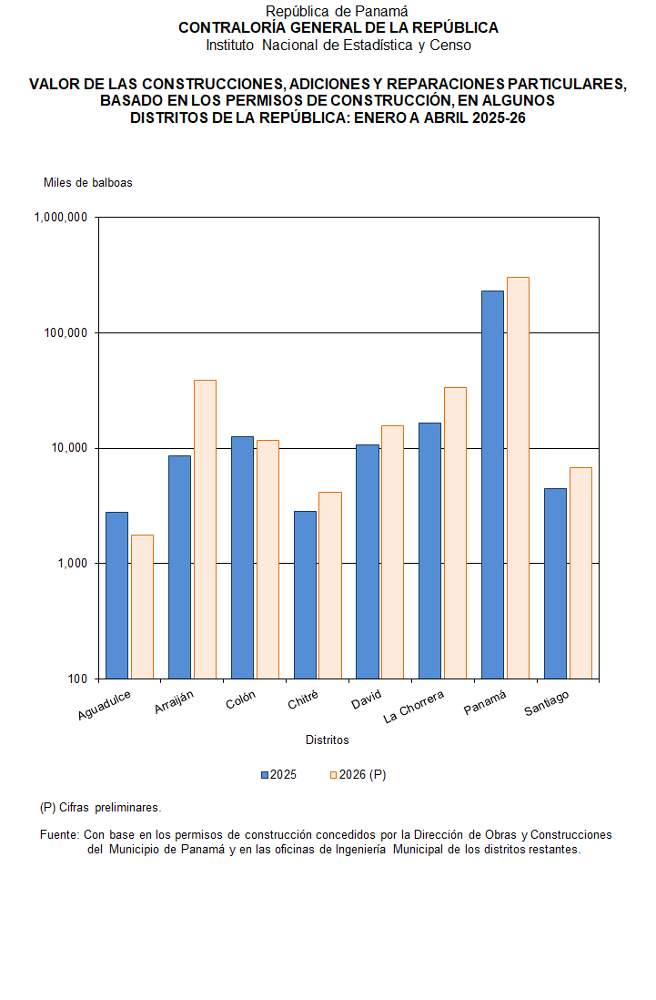 República de Panamá
CONTRALORÍA GENERAL DE LA REPÚBLICA
Instituto Nacional de Estadística y Censo
VALOR DE LAS CONSTRUCCIONES, ADICIONES Y REPARACIONES PARTICULARES,
BASADO EN LOS PERMISOS DE CONSTRUCCIÓN, EN ALGUNOS
DISTRITOS DE LA REPÚBLICA: ENERO A ABRIL 2025-26
Miles de balboas
1,000,000
100,000
10,000
1,000
100
Aguadulce
Arraiján
Colón
Chitré
David
La Chorrera
Panamá
Santiago
Distritos
2025
2026 (P)
(P) Cifras preliminares.
Fuente: Con base en los permisos de construcción concedidos por la Dirección de Obras y Construcciones
del Municipio de Panamá y en las oficinas de Ingeniería Municipal de los distritos restantes.